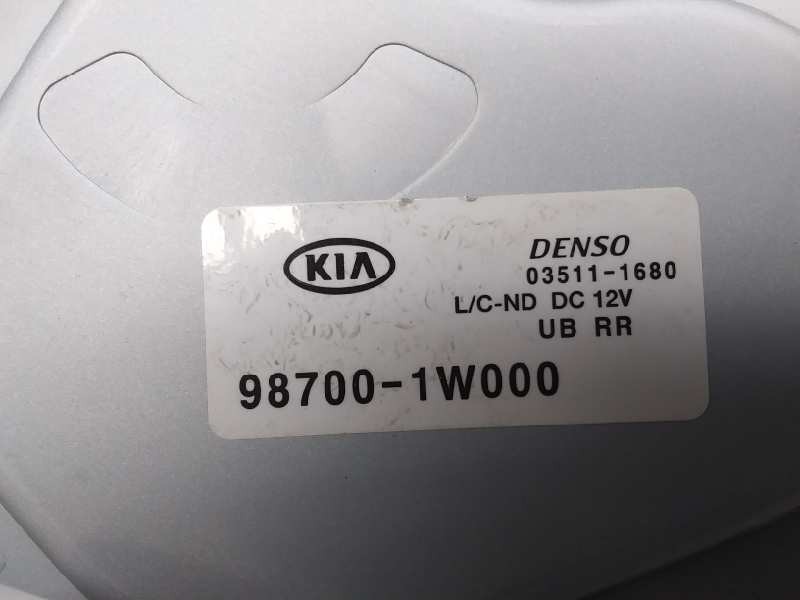 KIA
DENSO
03511-1680
L/C-ND DC 12V
UB RR
98700-1W000